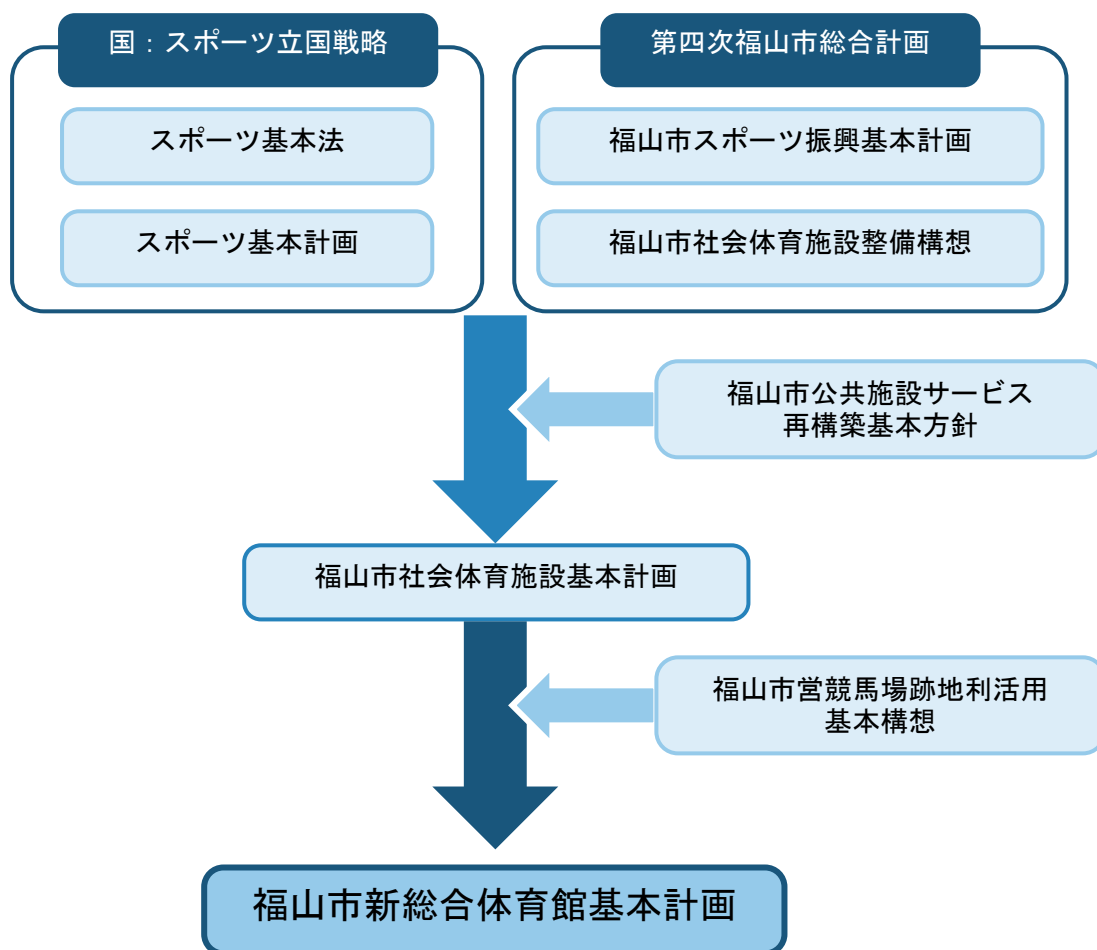 国：スポーツ立国戦略
スポーツ基本法
スポーツ基本計画
第四次福山市総合計画
福山市スポーツ振興基本計画
福山市社会体育施設整備構想
福山市公共施設サービス
再構築基本方針
福山市社会体育施設基本計画
福山市営競馬場跡地利活用
基本構想
福山市新総合体育館基本計画